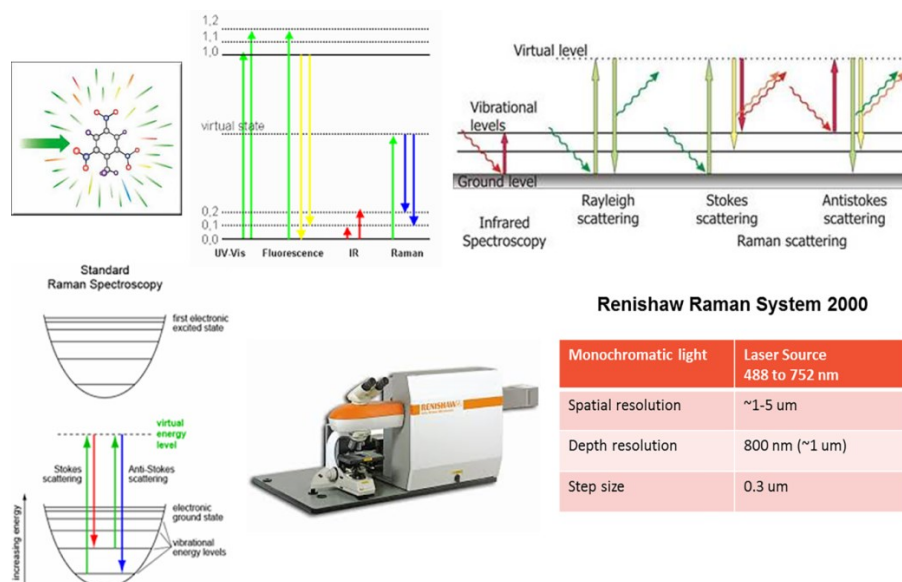 1,2
1,1
1,0
virtual state
0,2
0,1
0,0
UV-Vis Fluorescence IR Raman
Virtual level
Vibrational
levels
Ground level
Infrared
Spectroscopy
Rayleigh
scattering
Stokes
scattering
Antistokes
scattering
Raman scattering
Standard
Raman Spectroscopy
first electronic
excited state
virtual
energy
level
Stokes
scattering
Anti-Stokes
scattering
electronic
ground state
vibrational
energy levels
increasing energy
RENISHAW
Renishaw Raman System 2000
Monochromatic light Laser Source
488 to 752 nm
Spatial resolution ~1-5 um
Depth resolution 800 nm (~1 um)
Step size 0.3 um